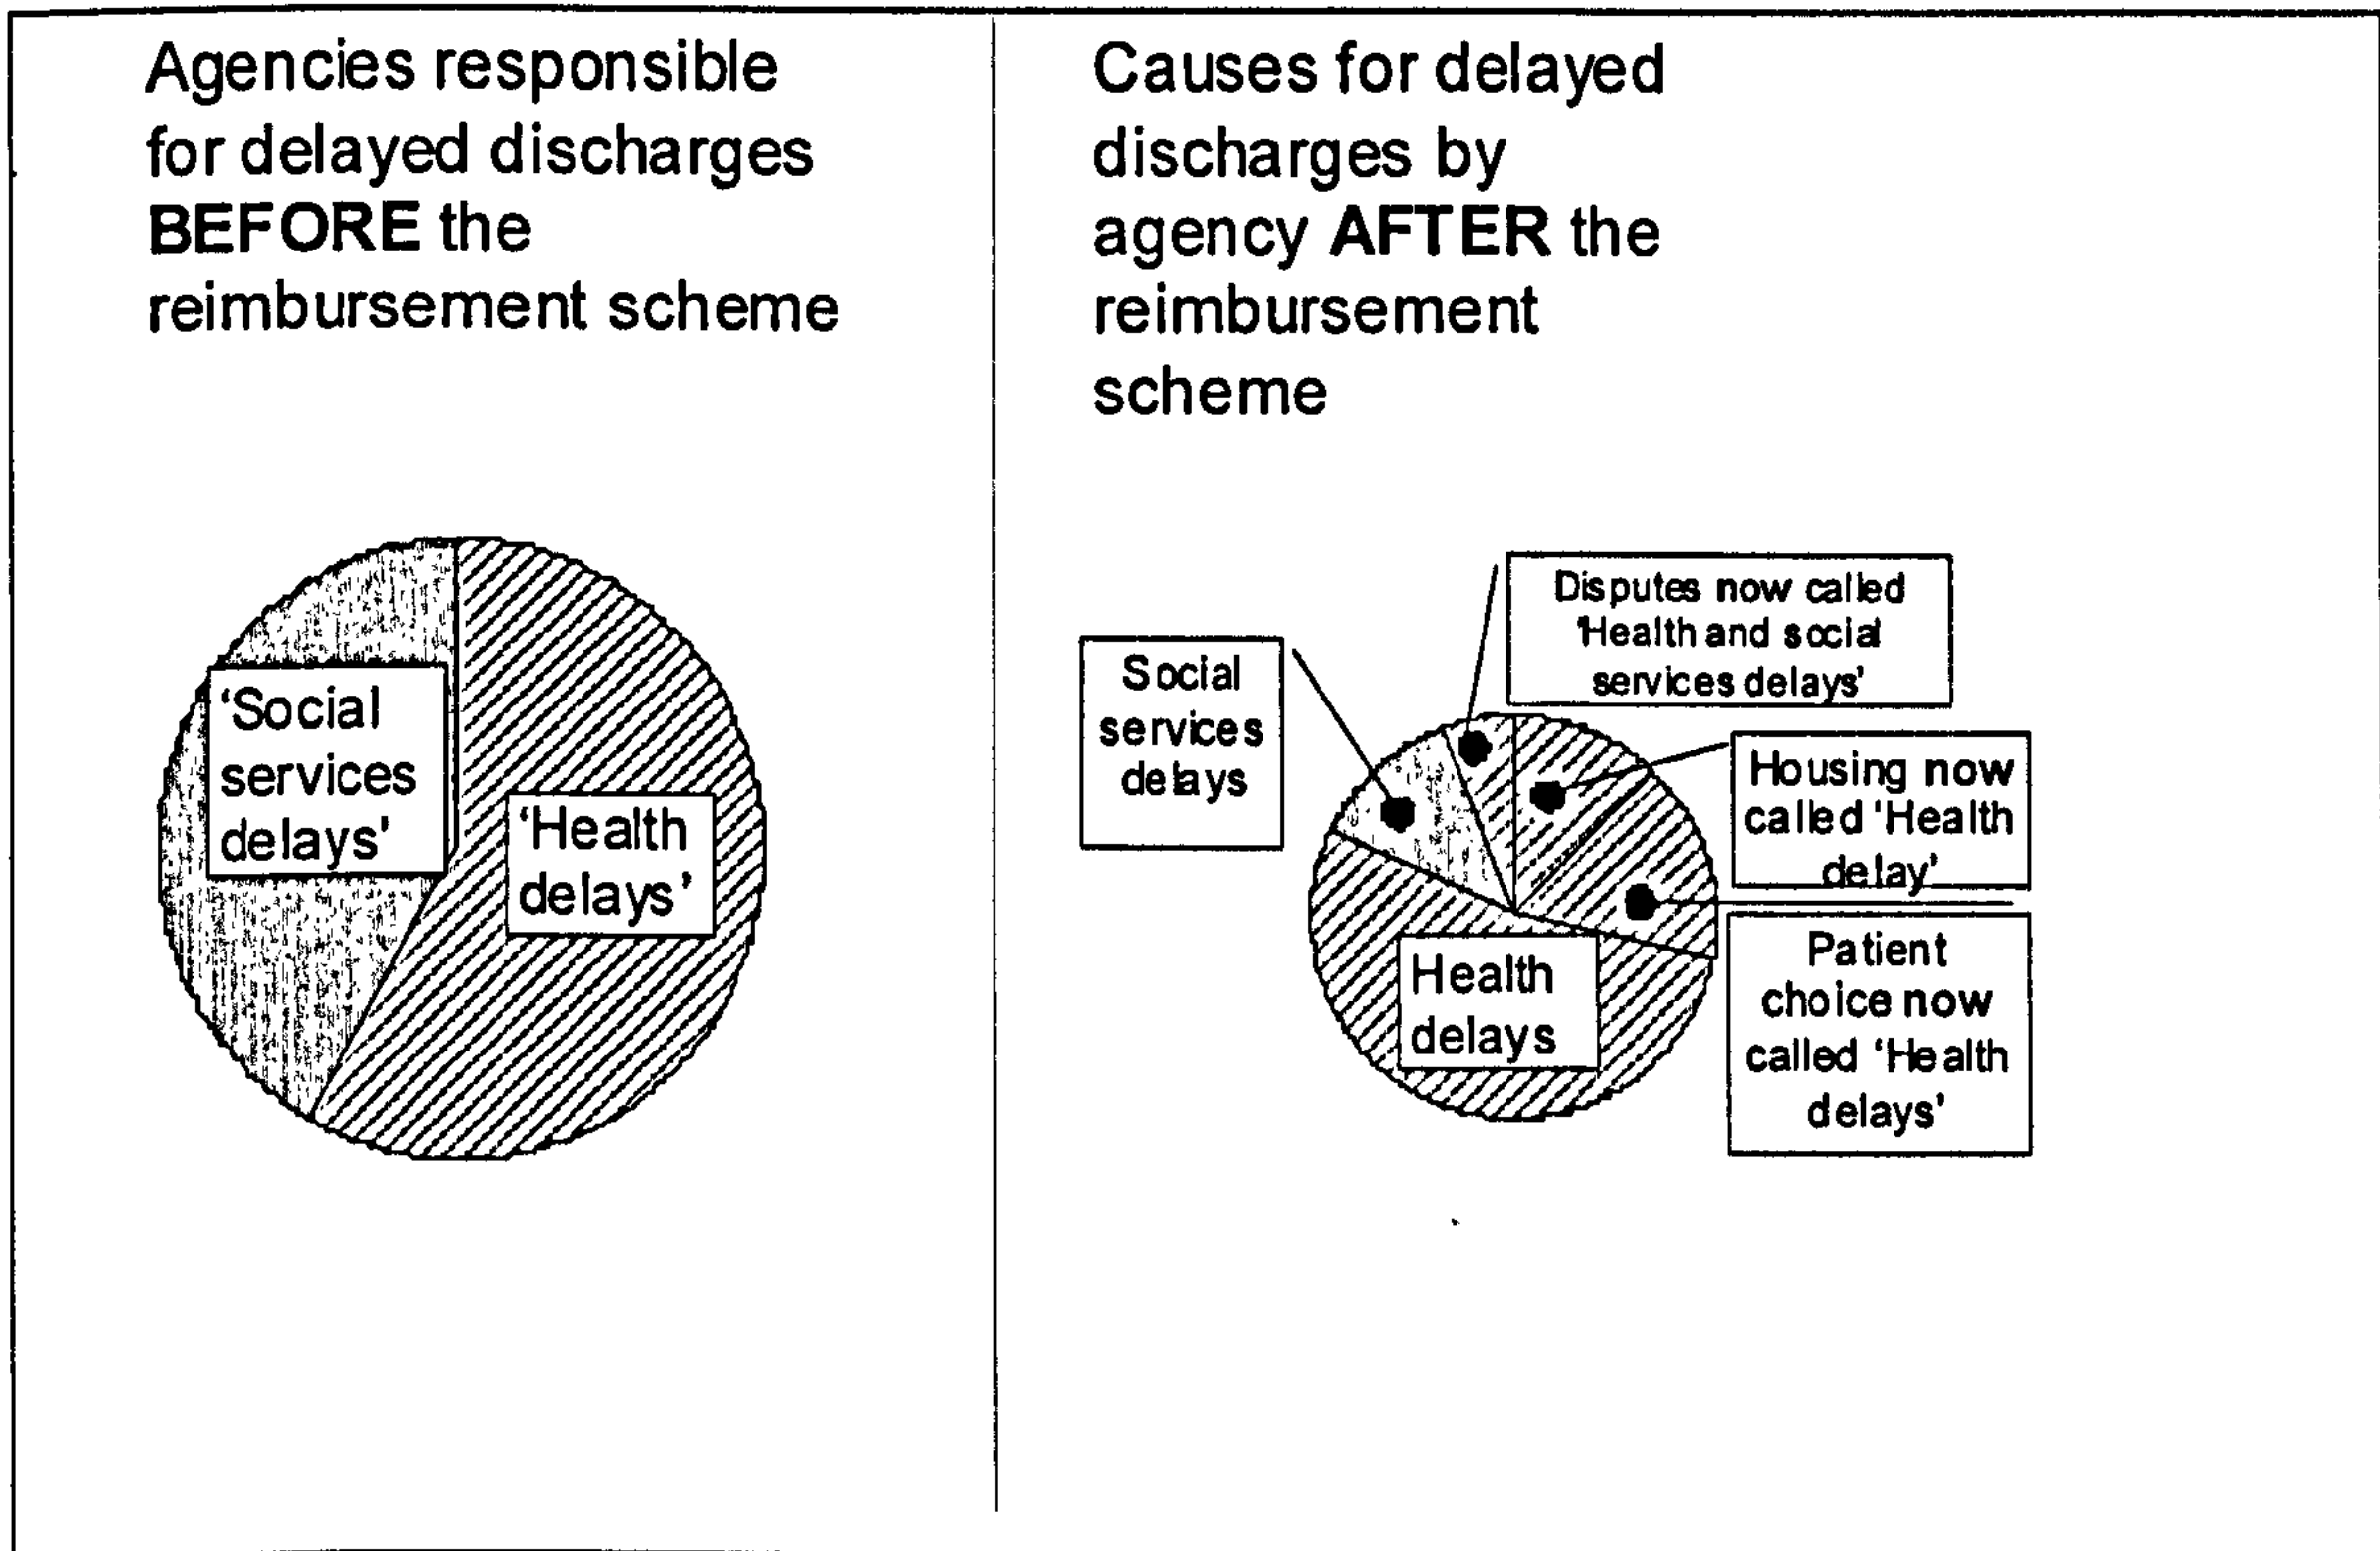 Agencies responsible
for delayed discharges
BEFORE the
reimbursement scheme
Causes for delayed
discharges by
agency AFTER the
reimbursement
scheme
'Social
services
delays'
'Health
delays'
Social
services
delays
Disputes now called
'Health and social
services delays'
Housing now
called 'Health
delay'
Health
delays
Patient
choice now
called 'Health
delays'